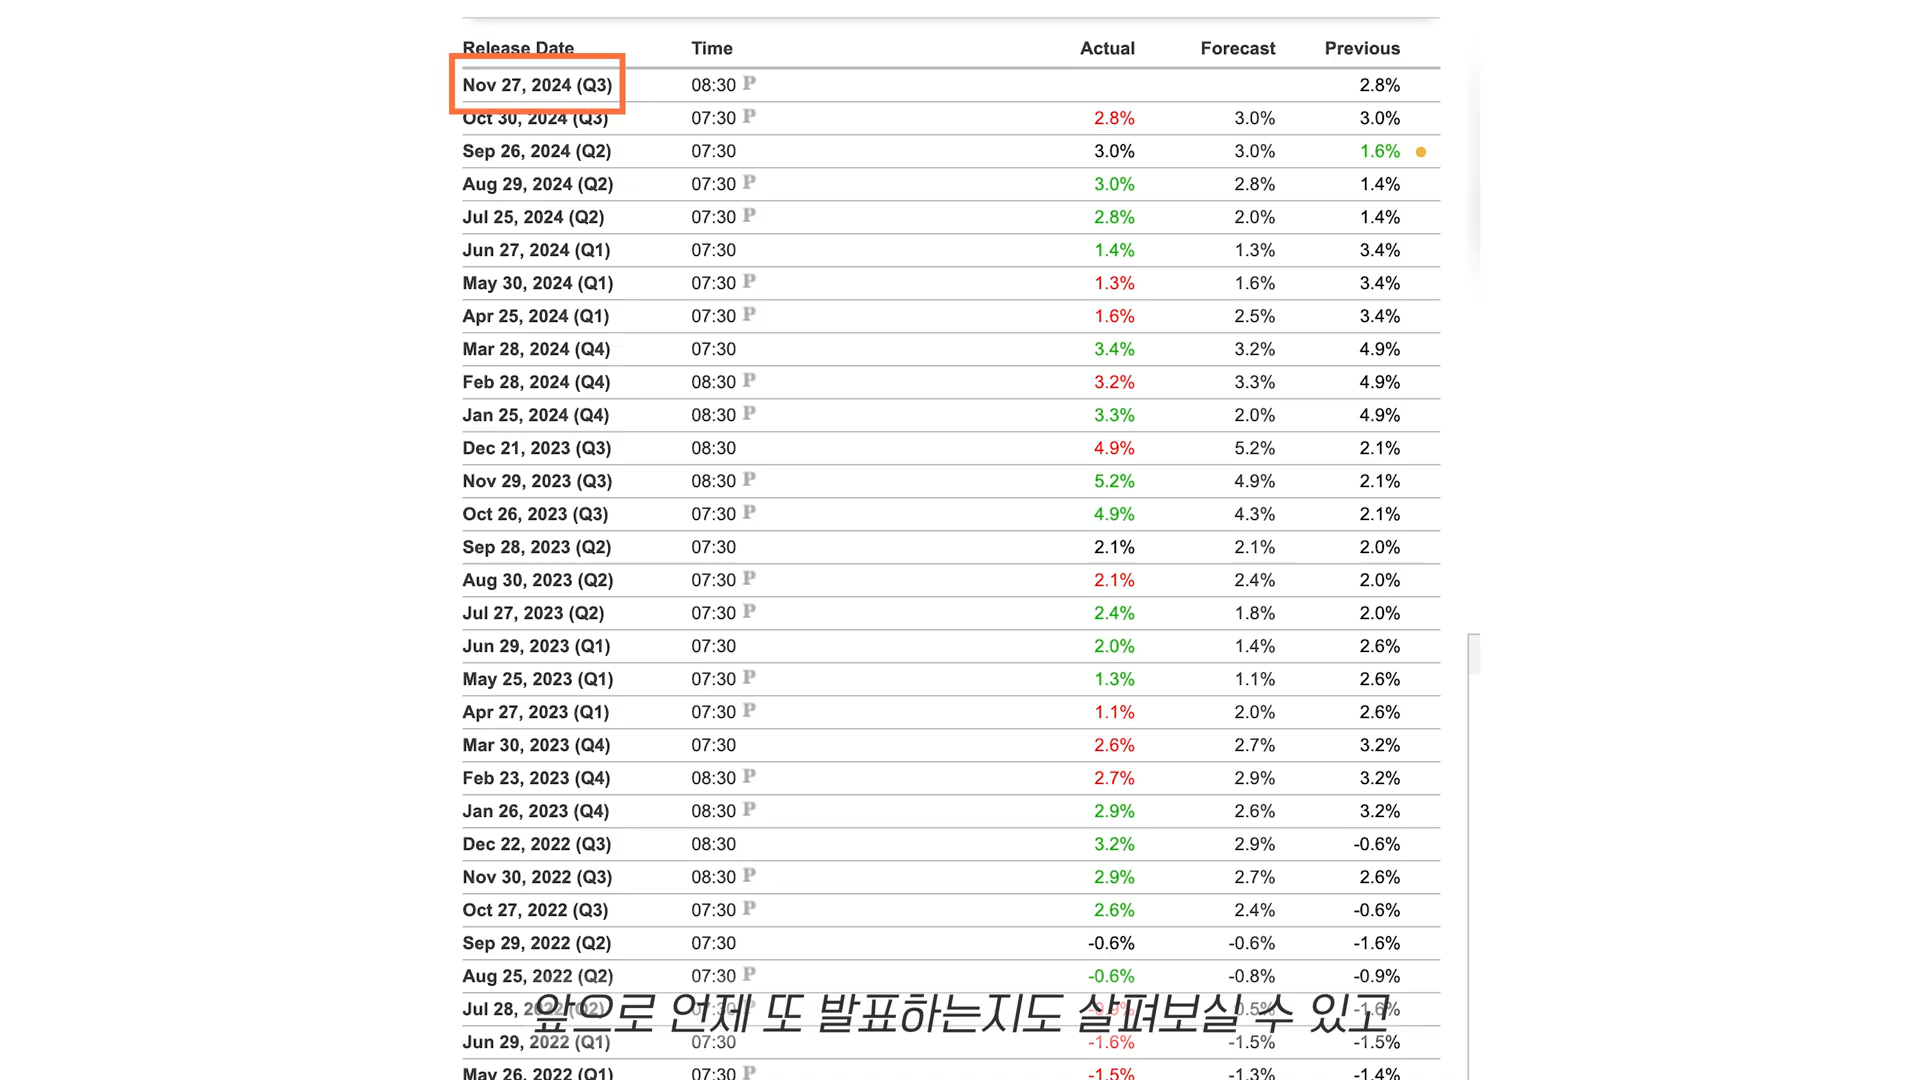 Release Date Time Actual Forecast Previous
Nov 27, 2024 (Q3) 08:30 P 2.8%
Oct 30, 2024 (Q3) 07:30 P 2.8% 3.0% 3.0%
Sep 26, 2024 (Q2) 07:30 3.0% 3.0% 1.6%
Aug 29, 2024 (Q2) 07:30 P 3.0% 2.8% 1.4%
Jul 25, 2024 (Q2) 07:30 P 2.8% 2.0% 1.4%
Jun 27, 2024 (Q1) 07:30 1.4% 1.3% 3.4%
May 30, 2024 (Q1) 07:30 P 1.3% 1.6% 3.4%
Apr 25, 2024 (Q1) 07:30 P 1.6% 2.5% 3.4%
Mar 28, 2024 (Q4) 07:30 3.4% 3.2% 4.9%
Feb 28, 2024 (Q4) 08:30 P 3.2% 3.3% 4.9%
Jan 25, 2024 (Q4) 08:30 P 3.3% 2.0% 4.9%
Dec 21, 2023 (Q3) 08:30 4.9% 5.2% 2.1%
Nov 29, 2023 (Q3) 08:30 P 5.2% 4.9% 2.1%
Oct 26, 2023 (Q3) 07:30 P 4.9% 4.3% 2.1%
Sep 28, 2023 (Q2) 07:30 2.1% 2.1% 2.0%
Aug 30, 2023 (Q2) 07:30 P 2.1% 2.4% 2.0%
Jul 27, 2023 (Q2) 07:30 P 2.4% 1.8% 2.0%
Jun 29, 2023 (Q1) 07:30 2.0% 1.4% 2.6%
May 25, 2023 (Q1) 07:30 P 1.3% 1.1% 2.6%
Apr 27, 2023 (Q1) 07:30 P 1.1% 2.0% 2.6%
Mar 30, 2023 (Q4) 07:30 2.6% 2.7% 3.2%
Feb 23, 2023 (Q4) 08:30 P 2.7% 2.9% 3.2%
Jan 26, 2023 (Q4) 08:30 P 2.9% 2.6% 3.2%
Dec 22, 2022 (Q3) 08:30 3.2% 2.9% -0.6%
Nov 30, 2022 (Q3) 08:30 P 2.9% 2.7% 2.6%
Oct 27, 2022 (Q3) 07:30 P 2.6% 2.4% -0.6%
Sep 29, 2022 (Q2) 07:30 -0.6% -0.6% -1.6%
Aug 25, 2022 (Q2) 07:30 P -0.6% -0.8% -0.9%
Jul 28, 2022 (Q2) -0.9% -1.6%
앞으로 언제 또 발표하는지도 살펴보실 수 있고
Jun 29, 2022 (Q1) 07:30 -1.6% -1.5% -1.5%
May 26, 2022 (Q1) 07:30 P -1.5% -1.3% -1.4%